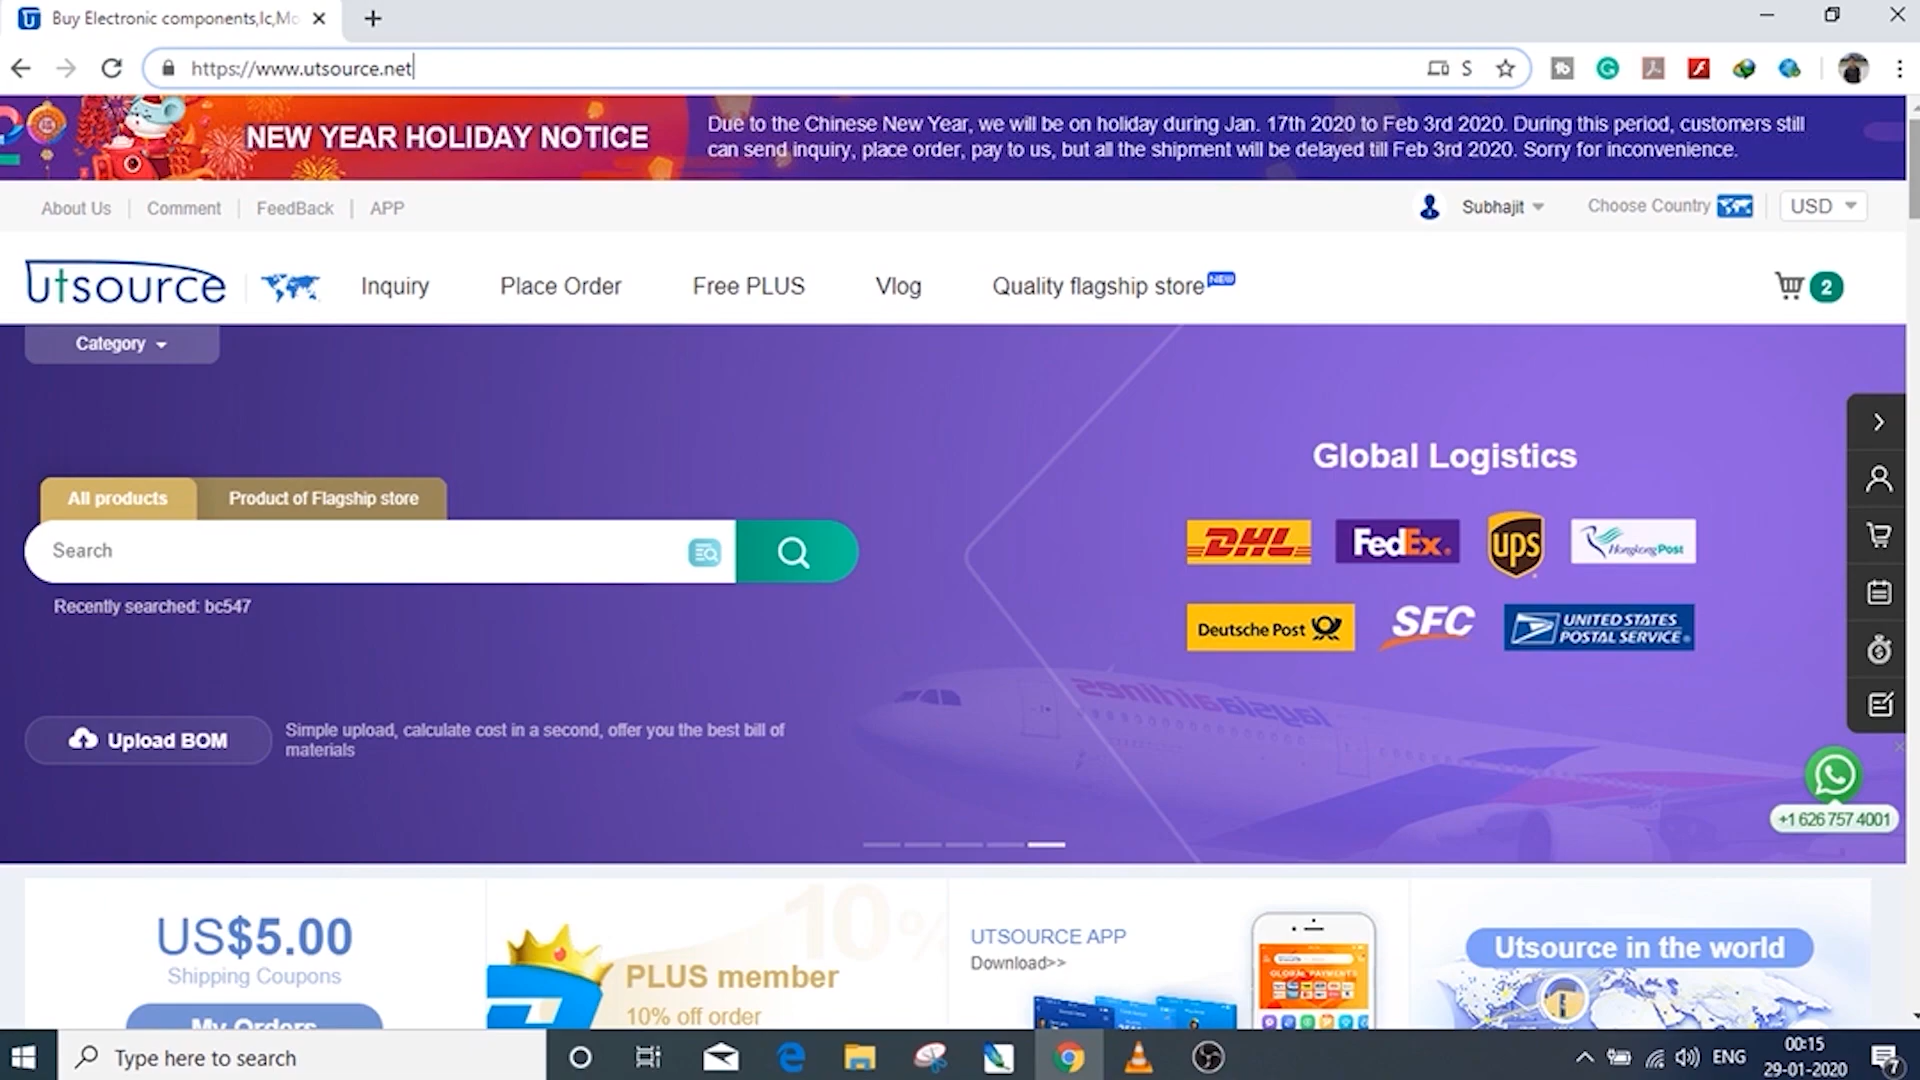 Buy Electronic components,Ic,Mo
https://www.utsource.net
NEW YEAR HOLIDAY NOTICE
Due to the Chinese New Year, we will be on holiday during Jan. 17th 2020 to Feb 3rd 2020. During this period, customers still
can send inquiry, place order, pay to us, but all the shipment will be delayed till Feb 3rd 2020. Sorry for inconvenience.
About Us | Comment | FeedBack | APP
Subhajit
Choose Country
USD
utsource
Inquiry
Place Order
Free PLUS
Vlog
Quality flagship store NEW
2
Category
All products
Product of Flagship store
Search
Recently searched: bc547
Upload BOM
Simple upload, calculate cost in a second, offer you the best bill of
materials
Global Logistics
DHL
FedEx.
ups
HongkongPost
Deutsche Post
SFC
UNITED STATES
POSTAL SERVICE
laysiaairlines
+1 626 757 4001
US$5.00
Shipping Coupons
My Orders
10%
PLUS member
10% off order
UTSOURCE APP
Download>>
GLOBAL PAYMENTS
Utsource in the world
Type here to search
ENG
00:15
29-01-2020
7